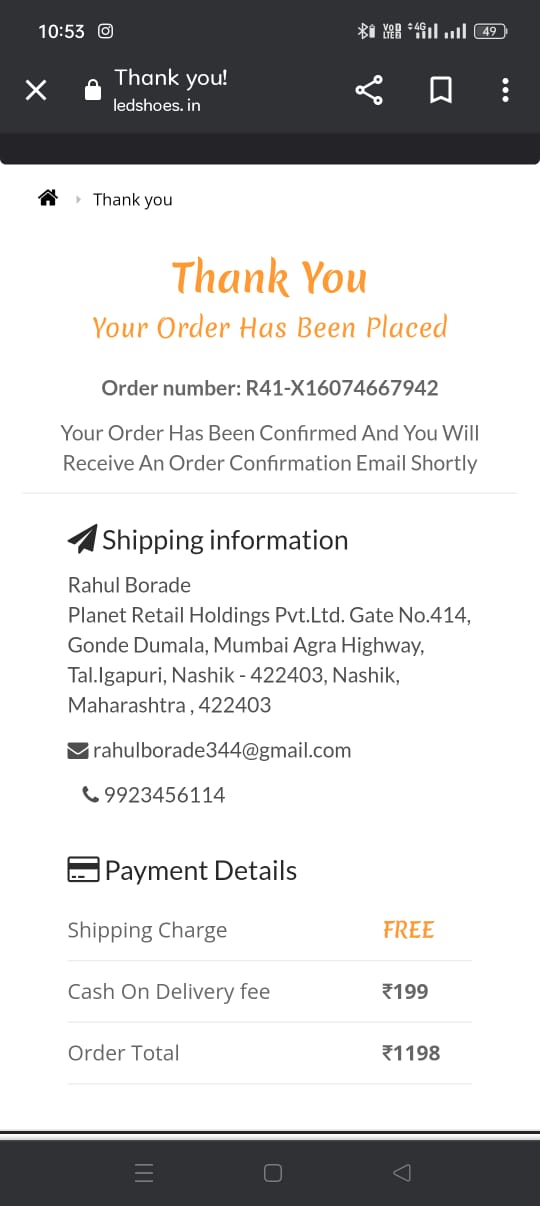 10:53
VoD
LTED
4G
49
Thank you!
ledshoes.in
Thank you
Thank You
Your Order Has Been Placed
Order number: R41-X16074667942
Your Order Has Been Confirmed And You Will
Receive An Order Confirmation Email Shortly
Shipping information
Rahul Borade
Planet Retail Holdings Pvt.Ltd. Gate No.414,
Gonde Dumala, Mumbai Agra Highway,
Tal.Igapuri, Nashik - 422403, Nashik,
Maharashtra , 422403
rahulborade344@gmail.com
9923456114
Payment Details
Shipping Charge FREE
Cash On Delivery fee ₹199
Order Total ₹1198